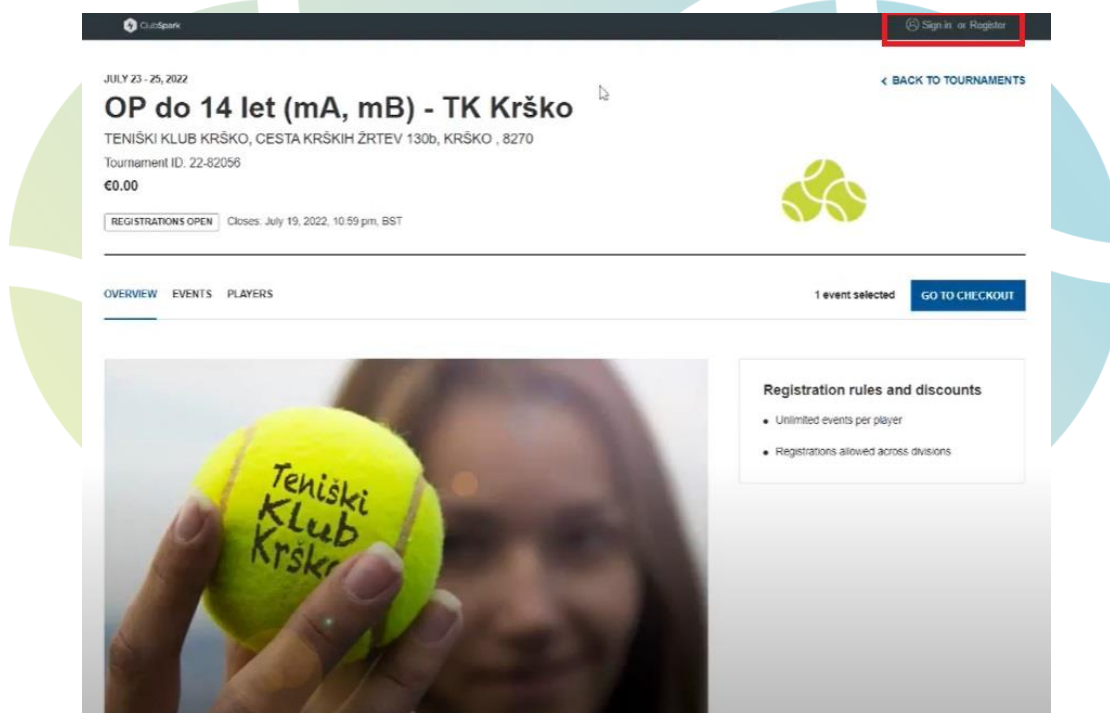 ClubSpark
Sign in or Register
JULY 23 - 25, 2022
< BACK TO TOURNAMENTS
OP do 14 let (mA, mB) - TK Krško
TENIŠKI KLUB KRŠKO, CESTA KRŠKIH ŽRTEV 130b, KRŠKO , 8270
Tournament ID: 22-82056
€0.00
REGISTRATIONS OPEN Closes: July 19, 2022, 10:59 pm, BST
OVERVIEW EVENTS PLAYERS
1 event selected GO TO CHECKOUT
Registration rules and discounts
• Unlimited events per player
• Registrations allowed across divisions
Teniški
KLub
Krško